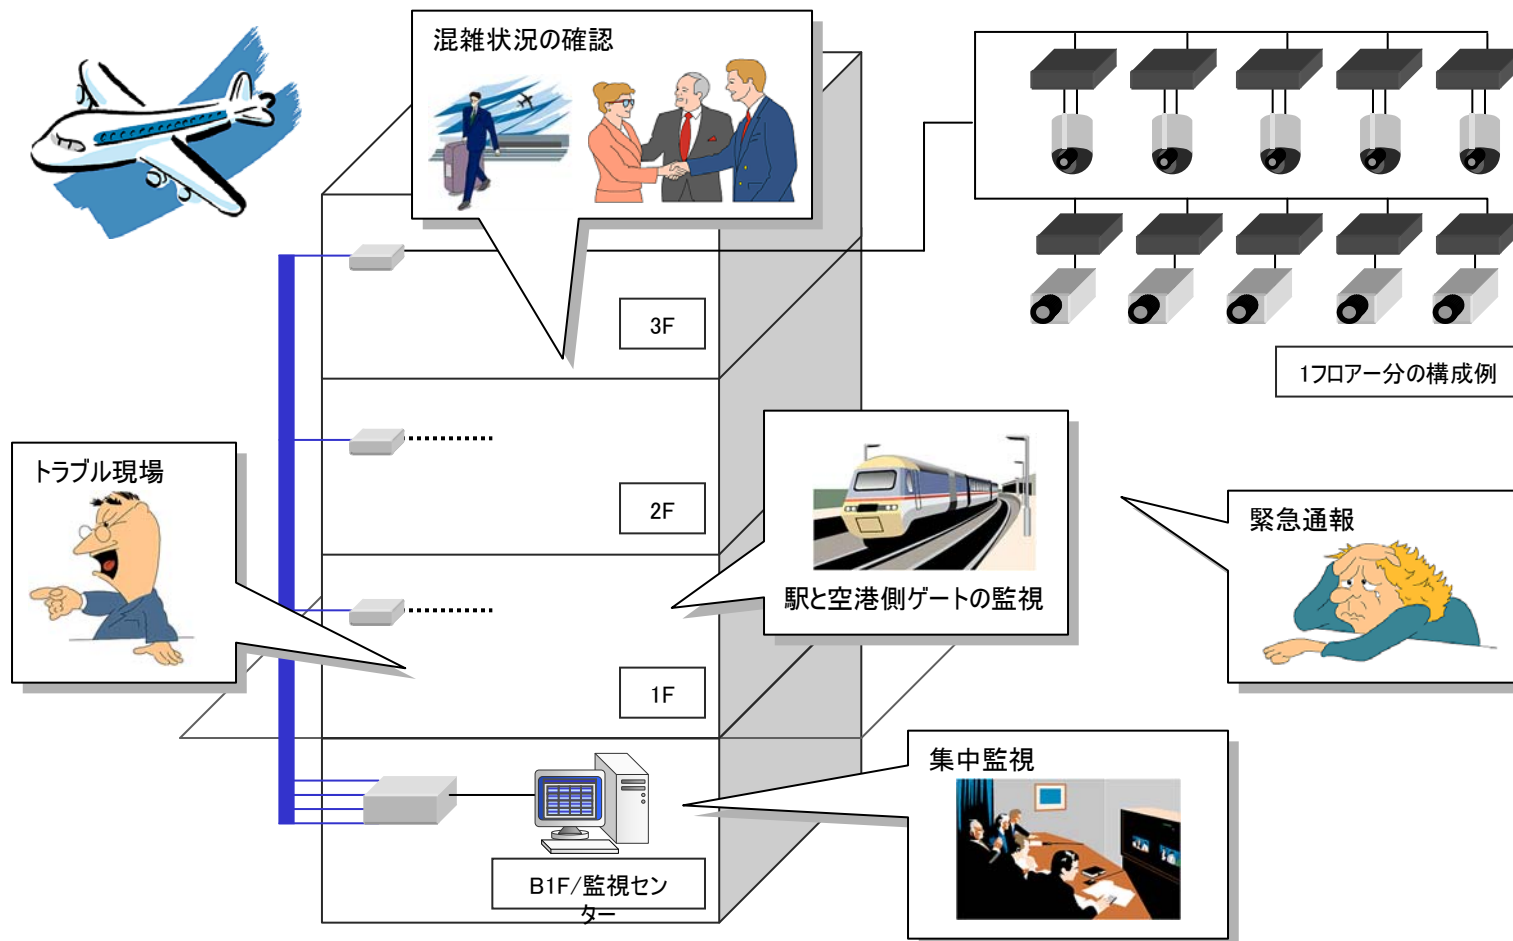 混雑状況の確認
3F
1フロアー分の構成例
トラブル現場
2F
駅と空港側ゲートの監視
緊急通報
1F
集中監視
B1F/監視セン
ター